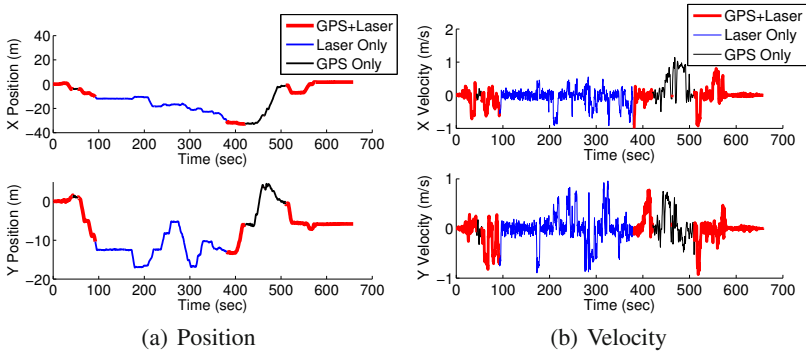 GPS+Laser
Laser Only
GPS Only
40
20
0
−20
−40
X Position (m)
0 100 200 300 400 500 600 700
Time (sec)
5
0
−10
−20
Y Position (m)
0 100 200 300 400 500 600 700
Time (sec)
(a) Position
GPS+Laser
Laser Only
GPS Only
2
1
0
−1
X Velocity (m/s)
0 100 200 300 400 500 600 700
Time (sec)
1
0
−1
Y Velocity (m/s)
0 100 200 300 400 500 600 700
Time (sec)
(b) Velocity